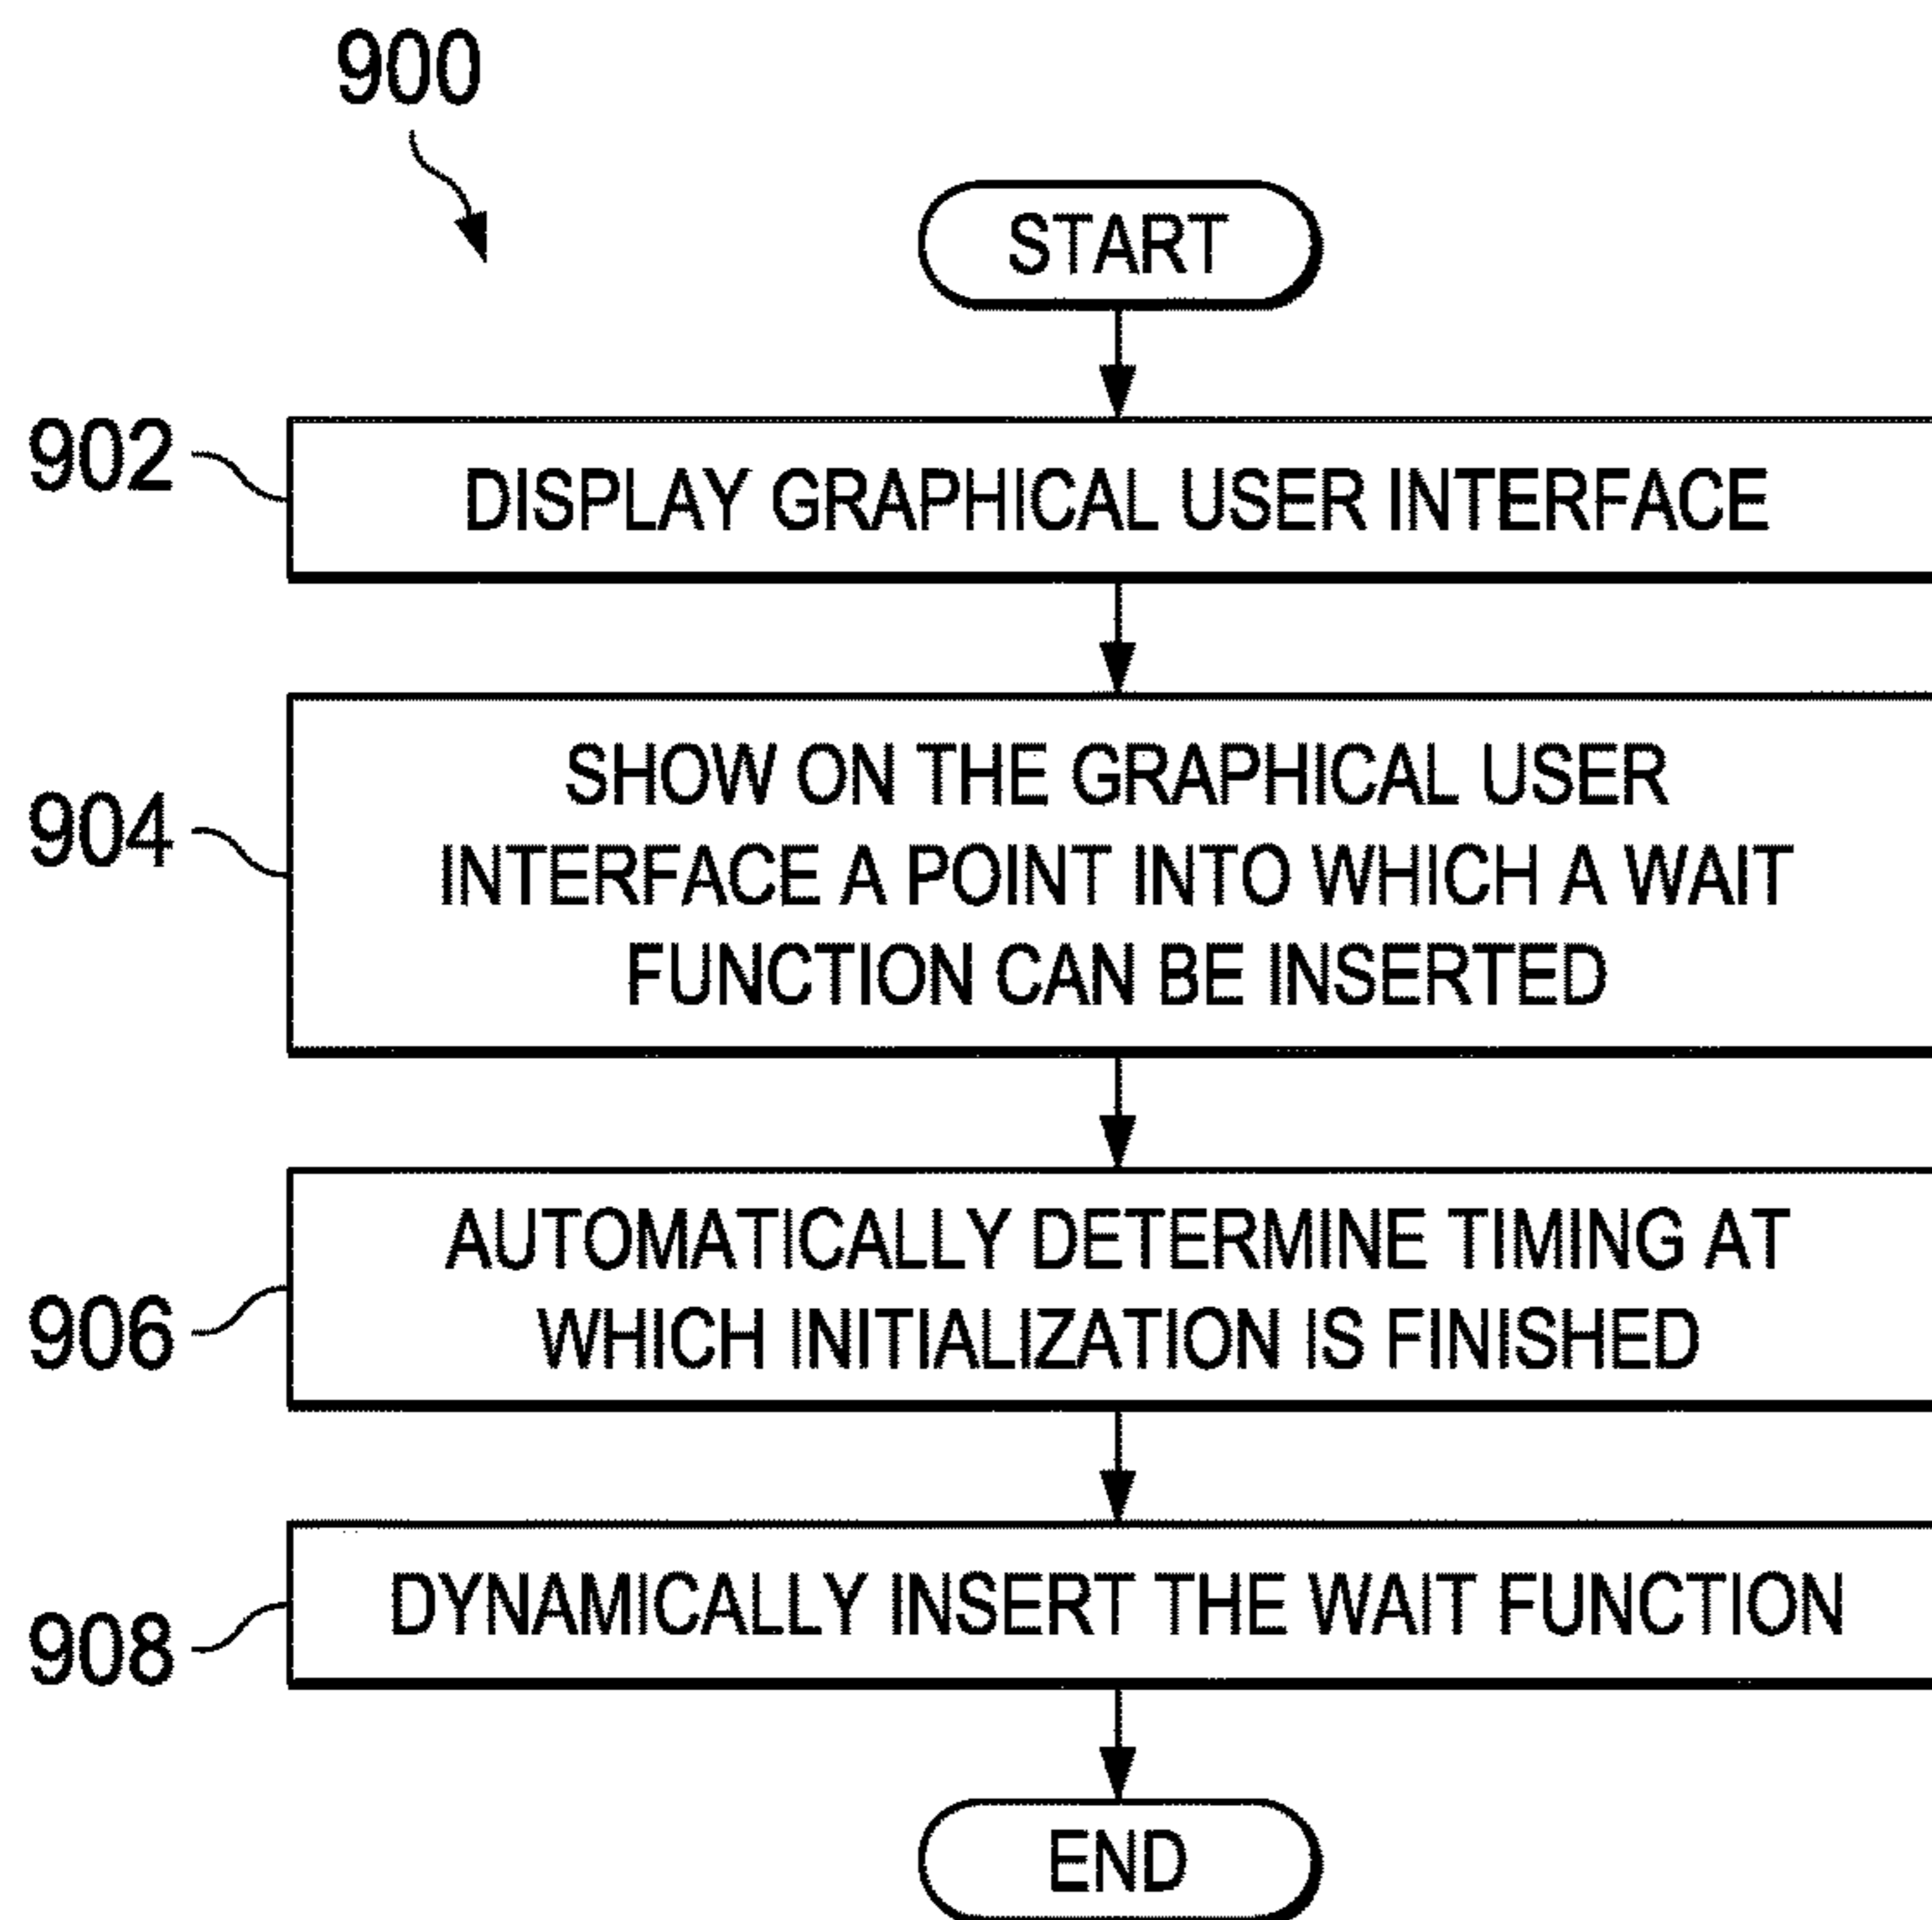 900
START
902
DISPLAY GRAPHICAL USER INTERFACE
904
SHOW ON THE GRAPHICAL USER
INTERFACE A POINT INTO WHICH A WAIT
FUNCTION CAN BE INSERTED
906
AUTOMATICALLY DETERMINE TIMING AT
WHICH INITIALIZATION IS FINISHED
908
DYNAMICALLY INSERT THE WAIT FUNCTION
END